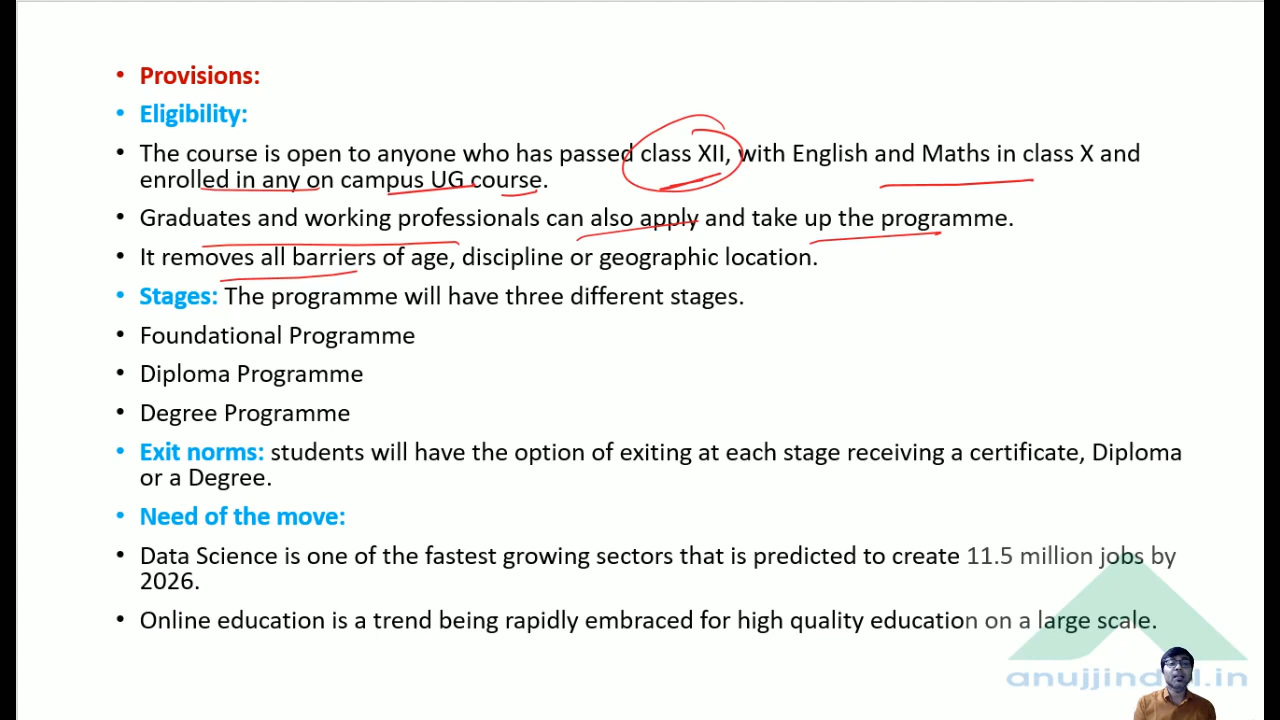 • Provisions:
• Eligibility:
• The course is open to anyone who has passed class XII, with English and Maths in class X and
enrolled in any on campus UG course.
• Graduates and working professionals can also apply and take up the programme.
• It removes all barriers of age, discipline or geographic location.
• Stages: The programme will have three different stages.
• Foundational Programme
• Diploma Programme
• Degree Programme
• Exit norms: students will have the option of exiting at each stage receiving a certificate, Diploma
or a Degree.
• Need of the move:
• Data Science is one of the fastest growing sectors that is predicted to create 11.5 million jobs by
2026.
• Online education is a trend being rapidly embraced for high quality education on a large scale.